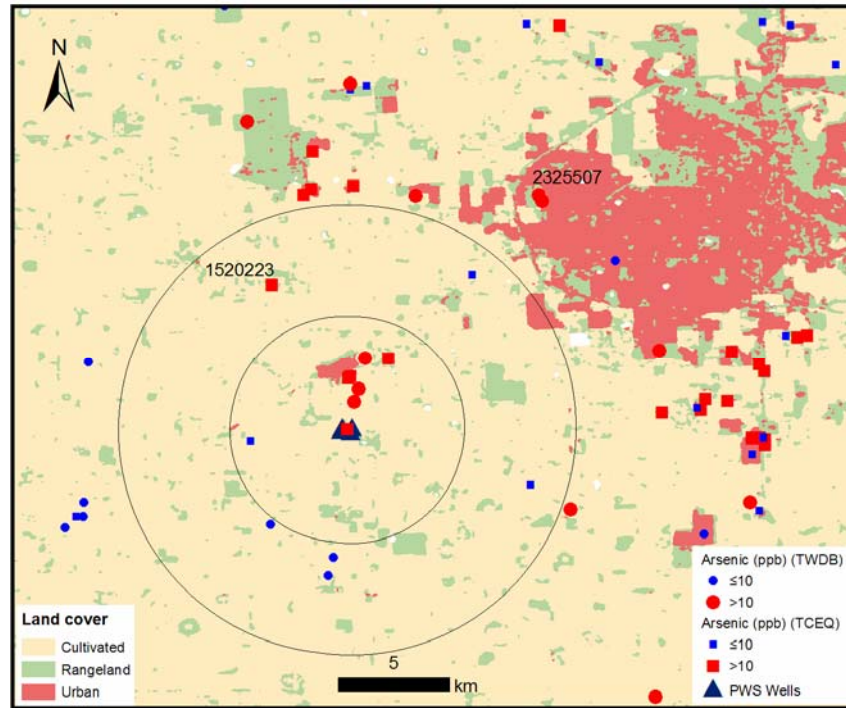 N
2325507
1520223
Land cover
Cultivated
Rangeland
Urban
5
km
Arsenic (ppb) (TWDB)
≤10
>10
Arsenic (ppb) (TCEQ)
≤10
>10
PWS Wells